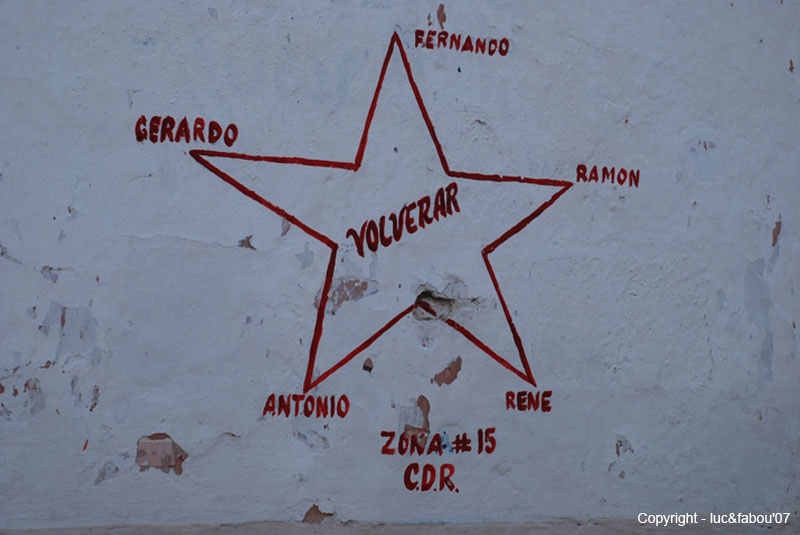 FERNANDO
GERARDO
RAMON
VOLVERAR
ANTONIO
RENE
ZONA #15
C.D.R.
Copyright - luc&fabou'07